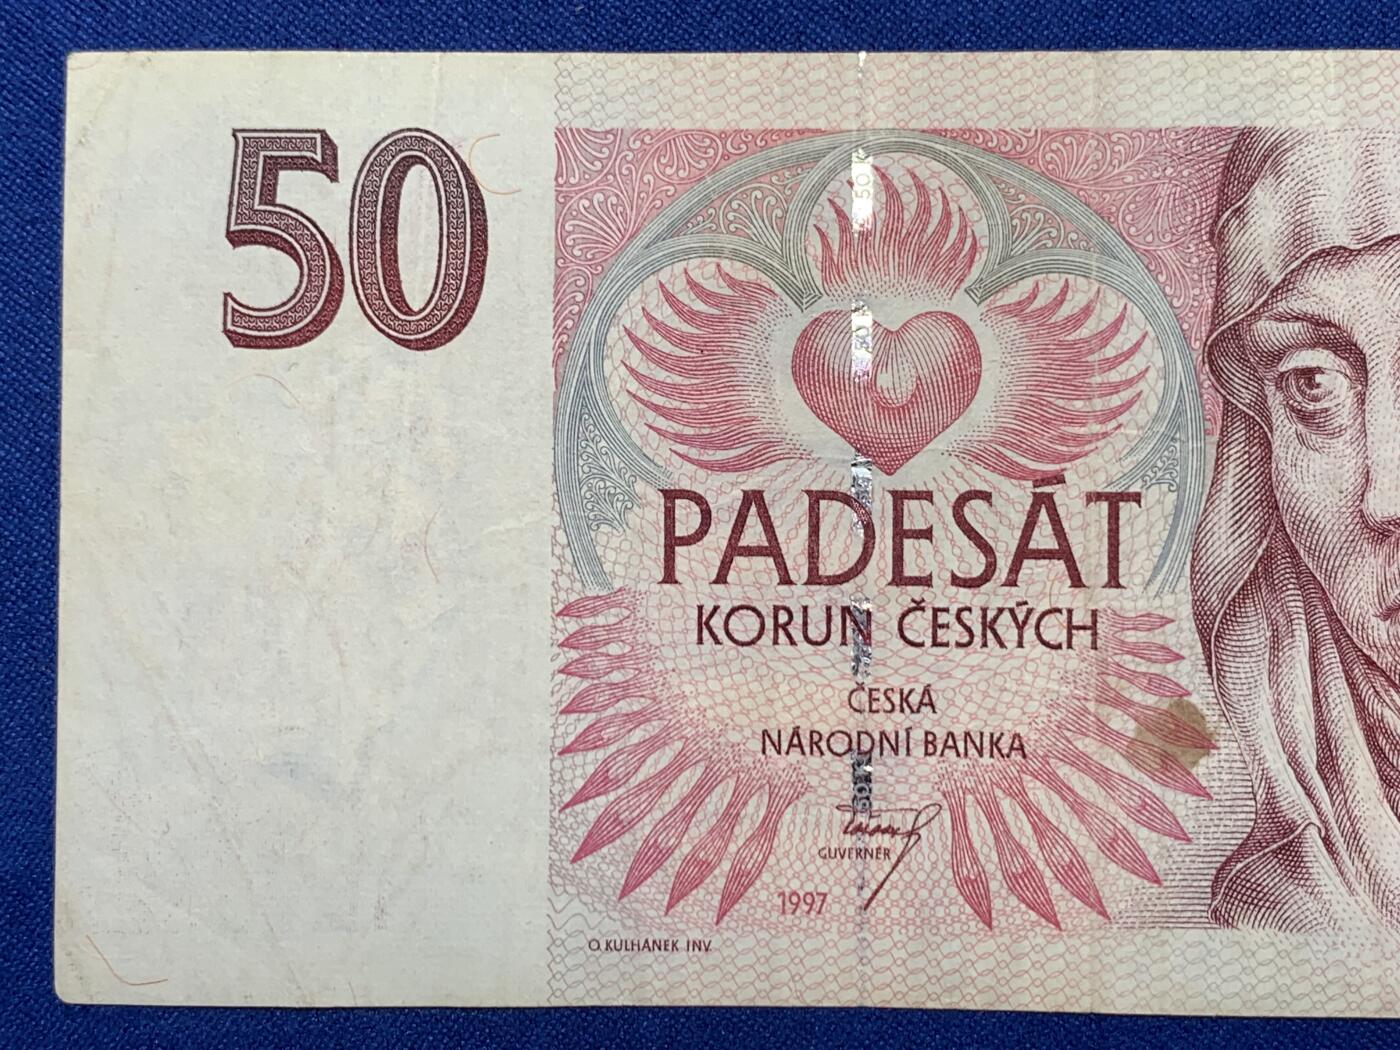 50
PADESÁT
KORUN ČESKÝCH
ČESKÁ
NÁRODNÍ BANKA
GUVERNÉR
1997
O. KULHÁNEK INV.